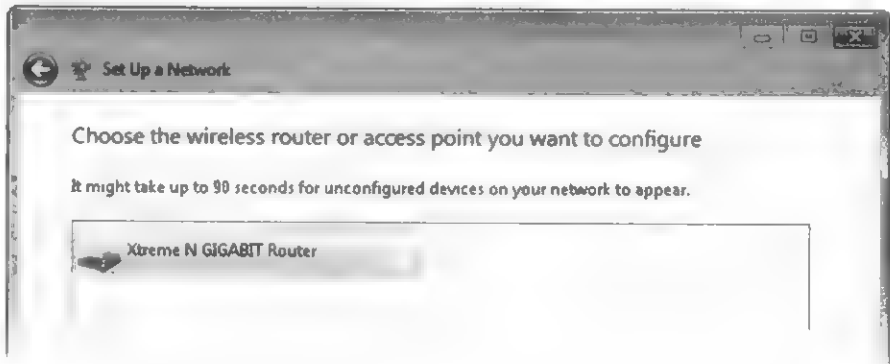 Set Up a Network
Choose the wireless router or access point you want to configure
It might take up to 90 seconds for unconfigured devices on your network to appear.
Xtreme N GIGABIT Router